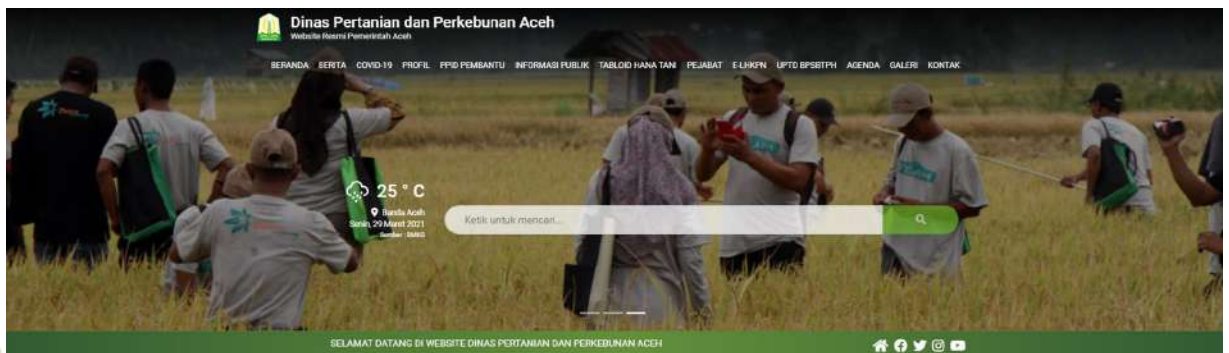 Dinas Pertanian dan Perkebunan Aceh
Website Resmi Pemerintah Aceh
BERANDA BERITA COVID-19 PROFIL PPID PEMBANTU INFORMASI PUBLIK TABLOID HANA TANI PEJABAT E-LHKPN UPTD BPSBTPH AGENDA GALERI KONTAK
25 ° C
Banda Aceh
Senin, 29 Maret 2021
Sumber : BMKG
Ketik untuk mencari...
SELAMAT DATANG DI WEBSITE DINAS PERTANIAN DAN PERKEBUNAN ACEH